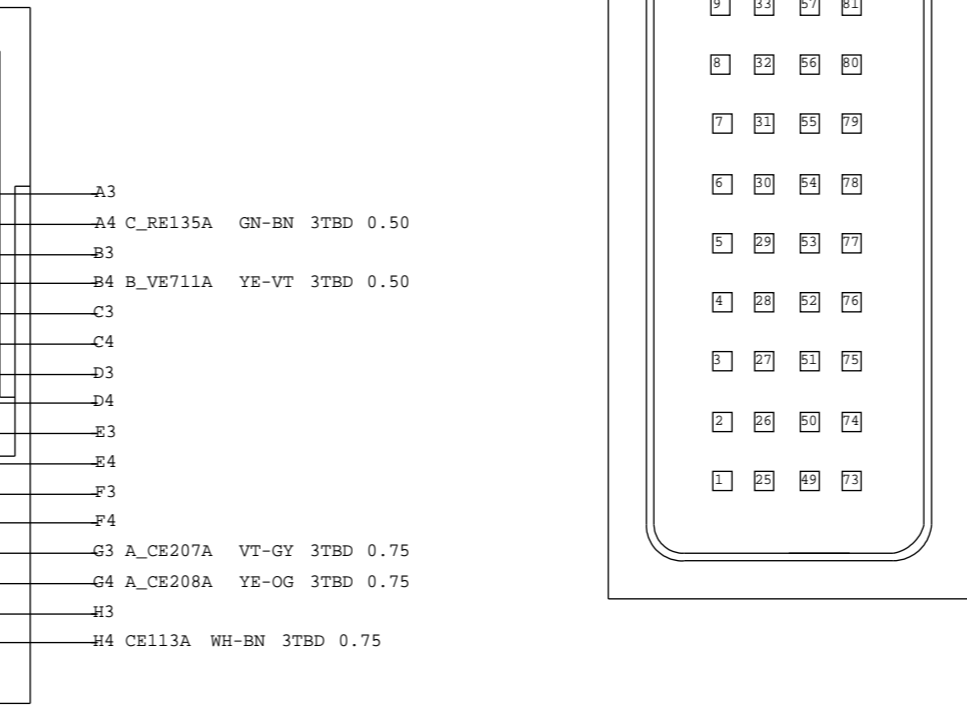 A3
A4 C_RE135A GN-BN 3TBD 0.50
B3
B4 B_VE711A YE-VT 3TBD 0.50
C3
C4
D3
D4
E3
E4
F3
F4
G3 A_CE207A VT-GY 3TBD 0.75
G4 A_CE208A YE-OG 3TBD 0.75
H3
H4 CE113A WH-BN 3TBD 0.75
9 33 57 81
8 32 56 80
7 31 55 79
6 30 54 78
5 29 53 77
4 28 52 76
3 27 51 75
2 26 50 74
1 25 49 73